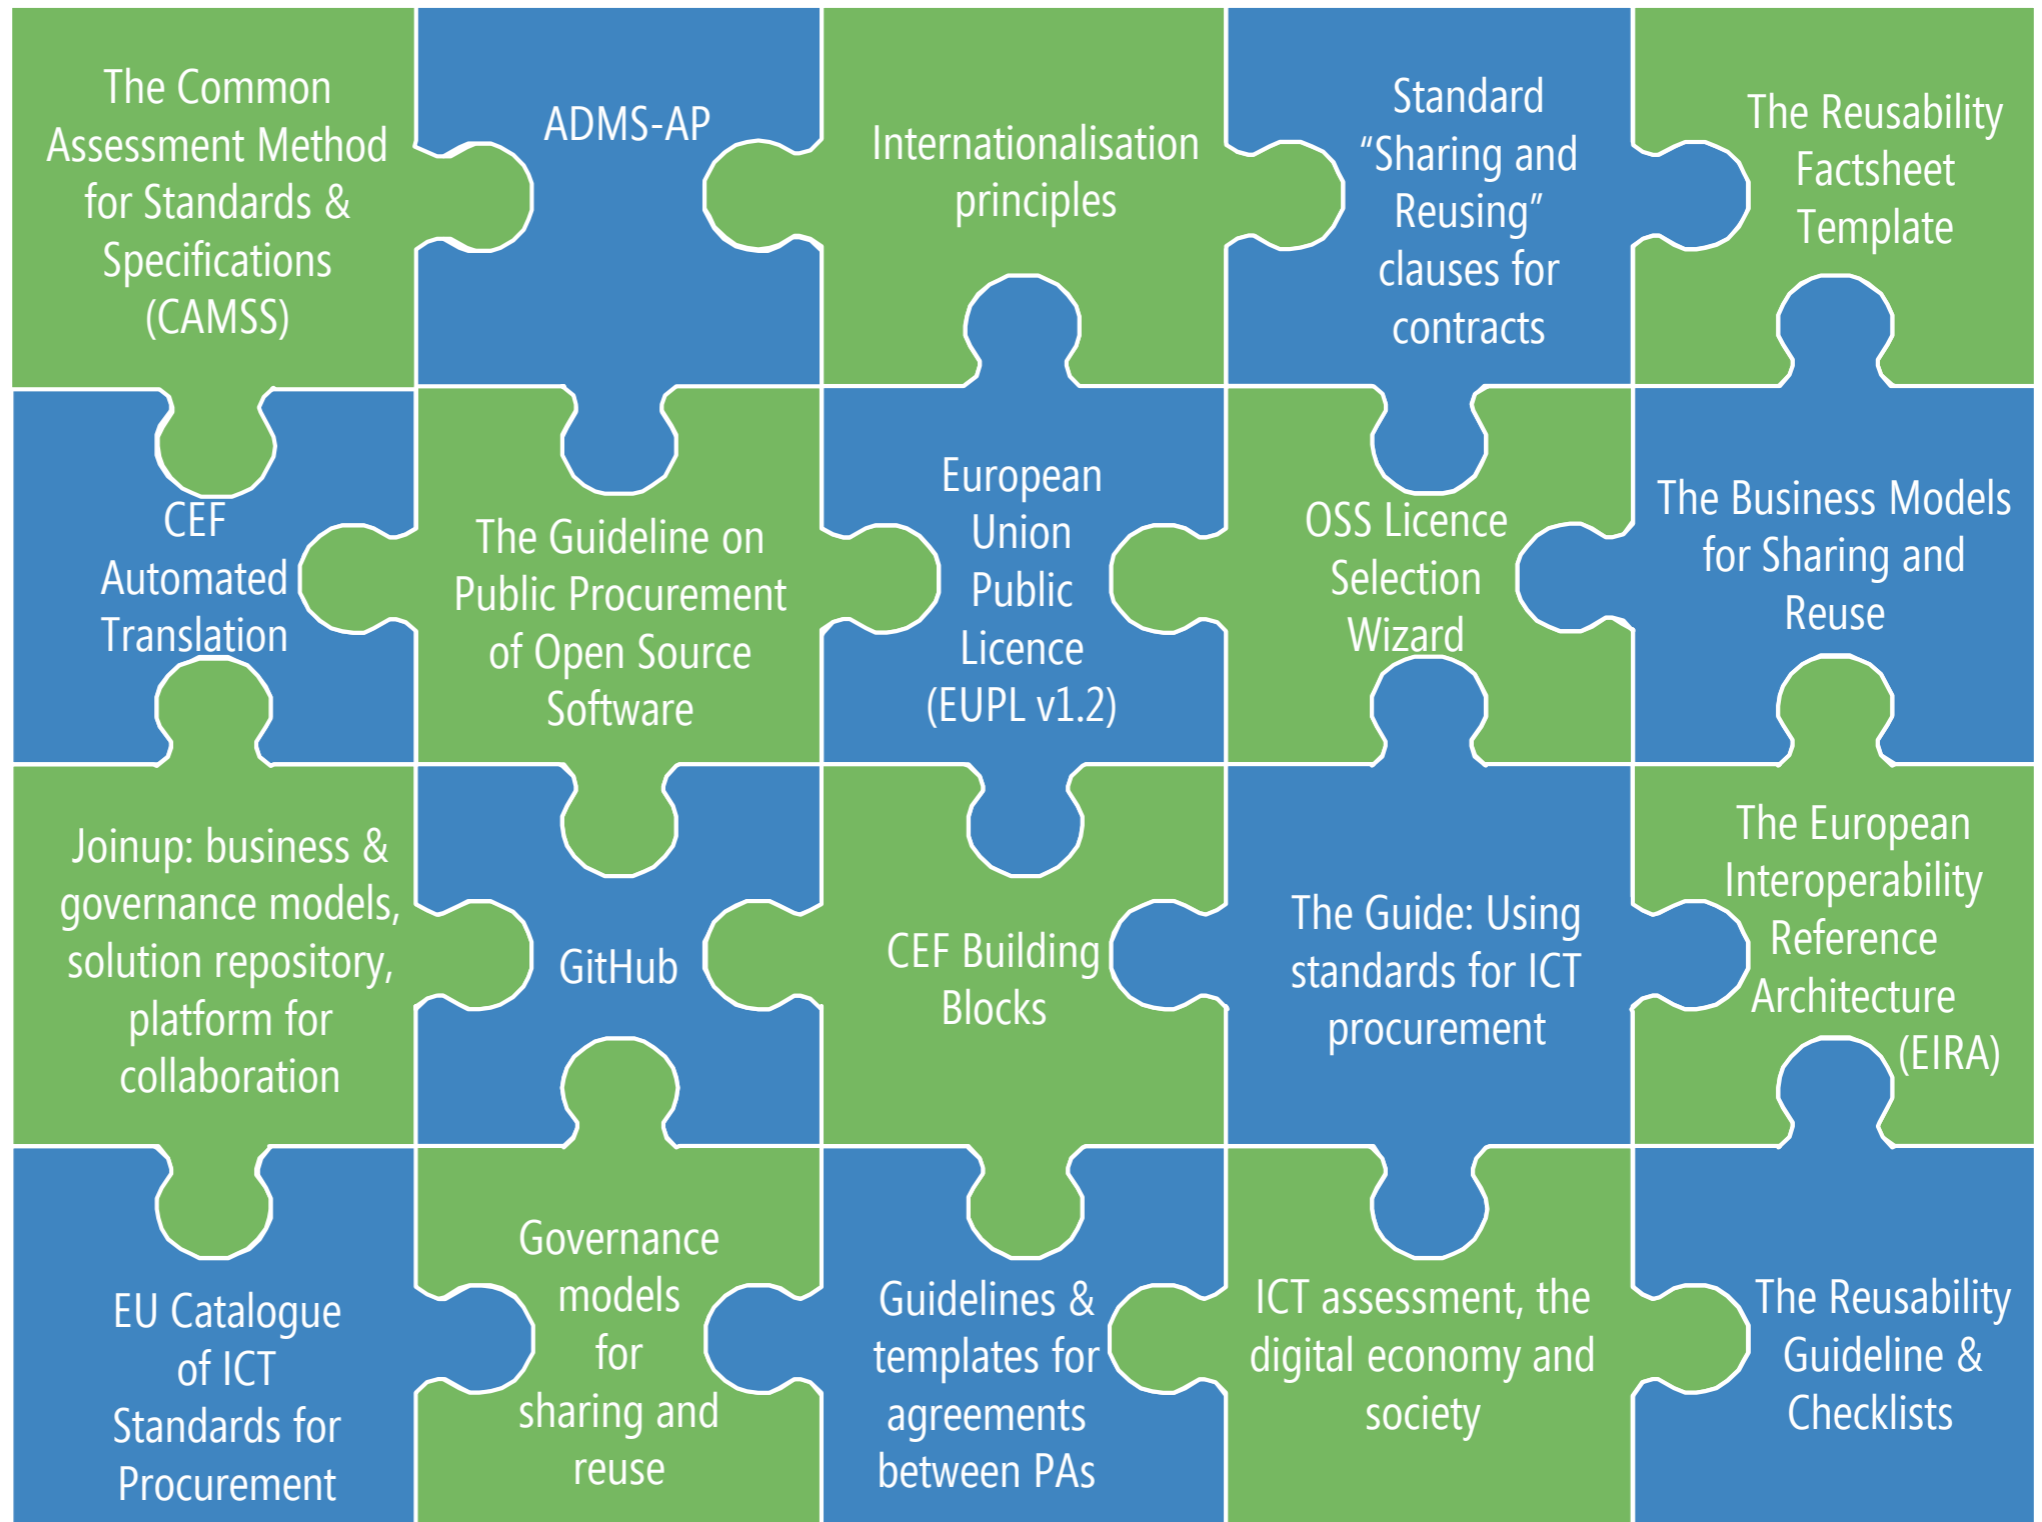 The Common
Assessment Method
for Standards &
Specifications
(CAMSS)
ADMS-AP
Internationalisation
principles
Standard
“Sharing and
Reusing”
clauses for
contracts
The Reusability
Factsheet
Template
CEF
Automated
Translation
The Guideline on
Public Procurement
of Open Source
Software
European
Union
Public
Licence
(EUPL v1.2)
OSS Licence
Selection
Wizard
The Business Models
for Sharing and
Reuse
Joinup: business &
governance models,
solution repository,
platform for
collaboration
GitHub
CEF Building
Blocks
The Guide: Using
standards for ICT
procurement
The European
Interoperability
Reference
Architecture
(EIRA)
EU Catalogue
of ICT
Standards for
Procurement
Governance
models
for
sharing and
reuse
Guidelines &
templates for
agreements
between PAs
ICT assessment, the
digital economy and
society
The Reusability
Guideline &
Checklists